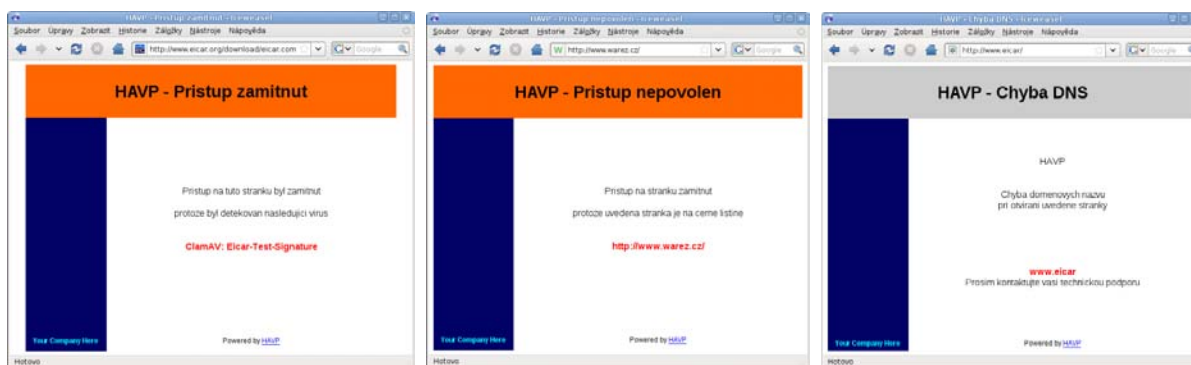 HAVP - Pristup zamitnut - Iceweasel
Soubor Úpravy Zobrazit Historie Záložky Nástroje Nápověda
http://www.eicar.org/download/eicar.com
Google
HAVP - Pristup zamitnut
Pristup na tuto stranku byl zamitnut
protoze byl detekovan nasledujici virus
ClamAV: Eicar-Test-Signature
Your Company Here
Powered by HAVP
Hotovo
HAVP - Pristup nepovolen - Iceweasel
Soubor Úpravy Zobrazit Historie Záložky Nástroje Nápověda
http://www.warez.cz/
Google
HAVP - Pristup nepovolen
Pristup na stranku zamitnut
protoze uvedena stranka je na cerne listine
http://www.warez.cz/
Your Company Here
Powered by HAVP
Hotovo
HAVP - Chyba DNS - Iceweasel
Soubor Úpravy Zobrazit Historie Záložky Nástroje Nápověda
http://www.eicar/
Google
HAVP - Chyba DNS
HAVP
Chyba domenovych nazvu
pri otvirani uvedene stranky
www.eicar
Prosim kontaktujte vasi technickou podporu
Your Company Here
Powered by HAVP
Hotovo